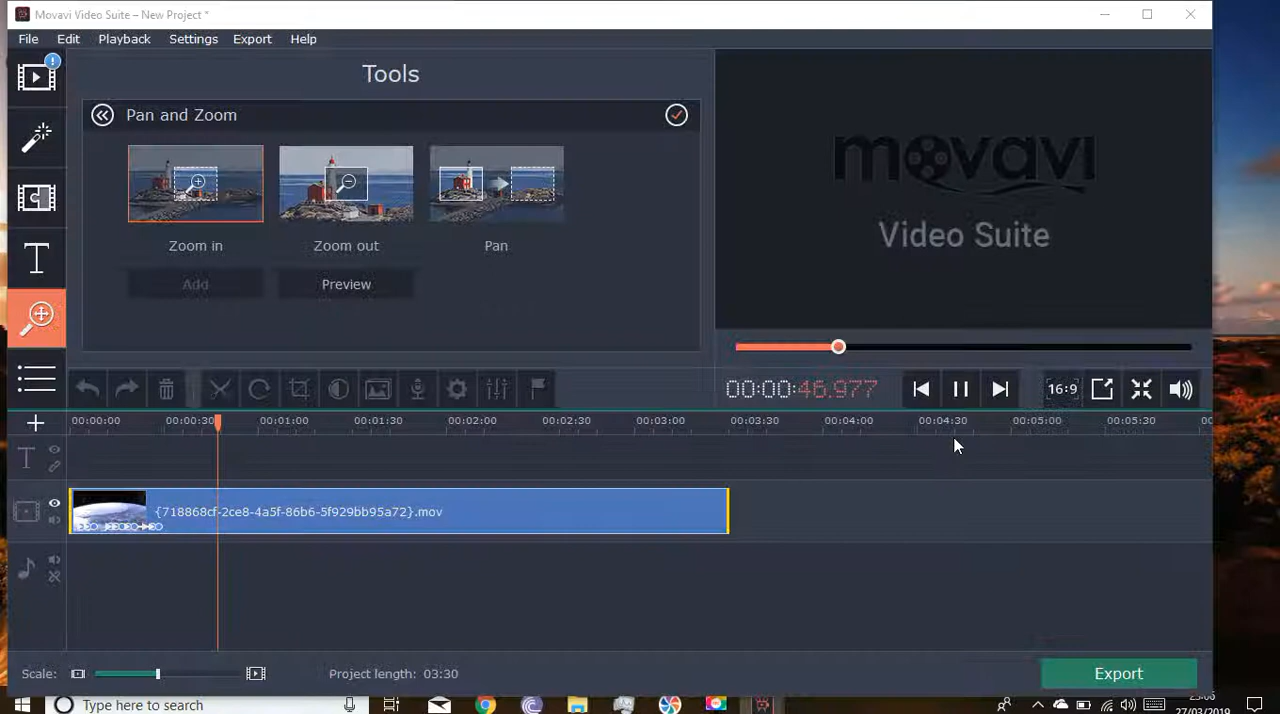 Movavi Video Suite – New Project *
File Edit Playback Settings Export Help
Tools
Pan and Zoom
Zoom in Zoom out Pan
Add Preview
movavi
Video Suite
00:00:46.977
16:9
00:00:00 00:00:30 00:01:00 00:01:30 00:02:00 00:02:30 00:03:00 00:03:30 00:04:00 00:04:30 00:05:00 00:05:30
{718868cf-2ce8-4a5f-86b6-5f929bb95a72}.mov
Scale: Project length: 03:30 Export
Type here to search
27/03/2019